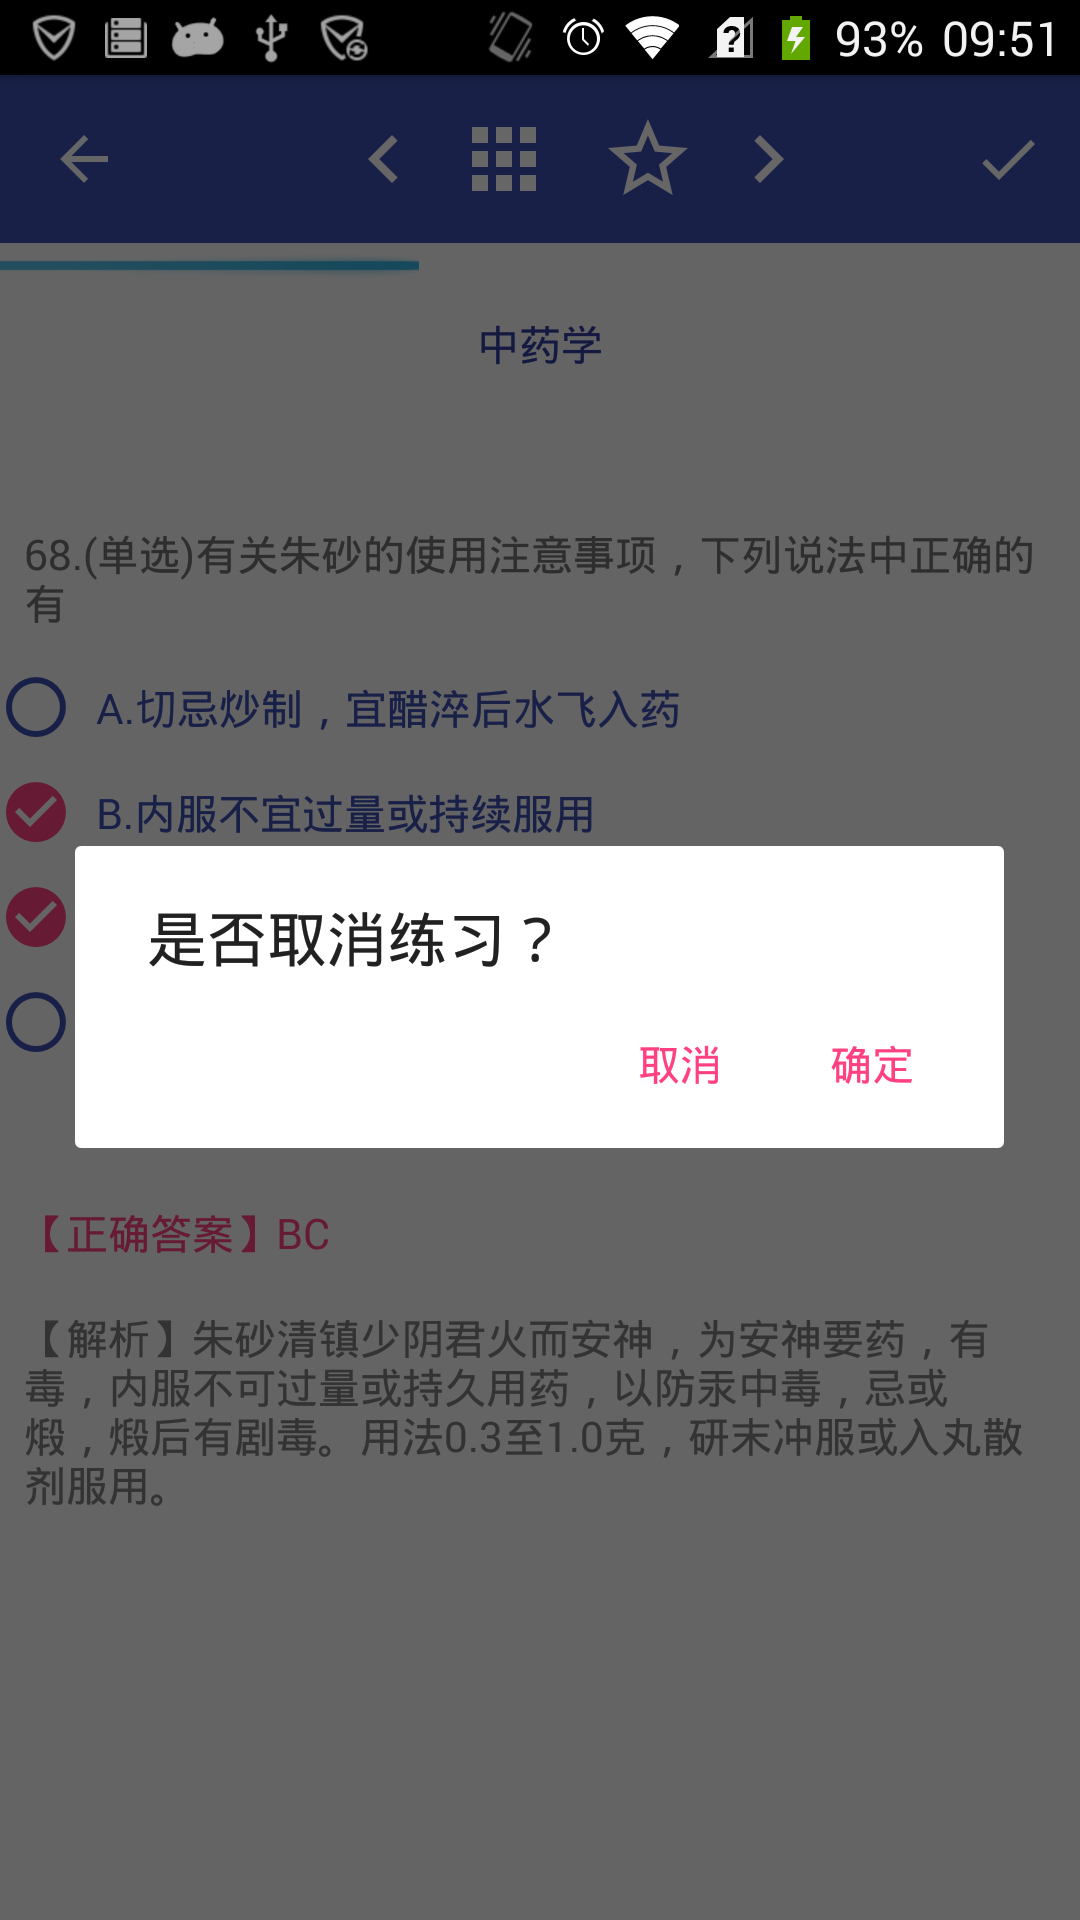 93% 09:51
中药学
68.(单选)有关朱砂的使用注意事项，下列说法中正确的
有
A.切忌炒制，宜醋淬后水飞入药
B.内服不宜过量或持续服用
是否取消练习？
取消 确定
【正确答案】BC
【解析】朱砂清镇少阴君火而安神，为安神要药，有
毒，内服不可过量或持久用药，以防汞中毒，忌或
煅，煅后有剧毒。用法0.3至1.0克，研末冲服或入丸散
剂服用。